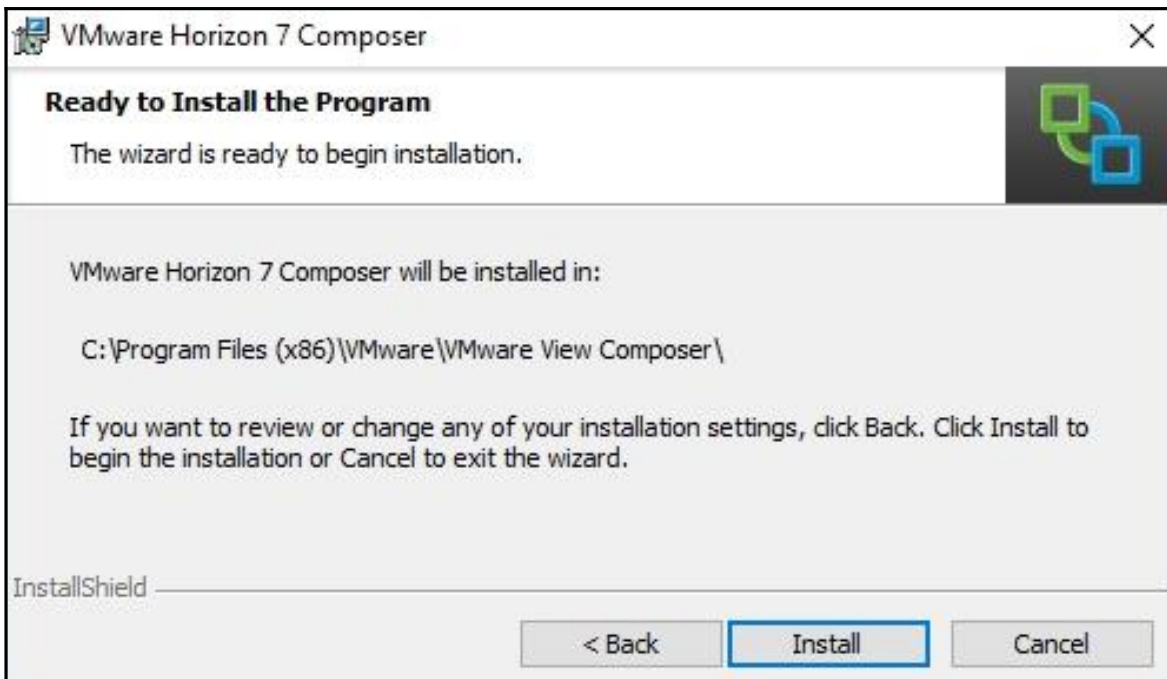 VMware Horizon 7 Composer
Ready to Install the Program
The wizard is ready to begin installation.
VMware Horizon 7 Composer will be installed in:
C:\Program Files (x86)\VMware\VMware View Composer\
If you want to review or change any of your installation settings, click Back. Click Install to
begin the installation or Cancel to exit the wizard.
InstallShield
< Back
Install
Cancel